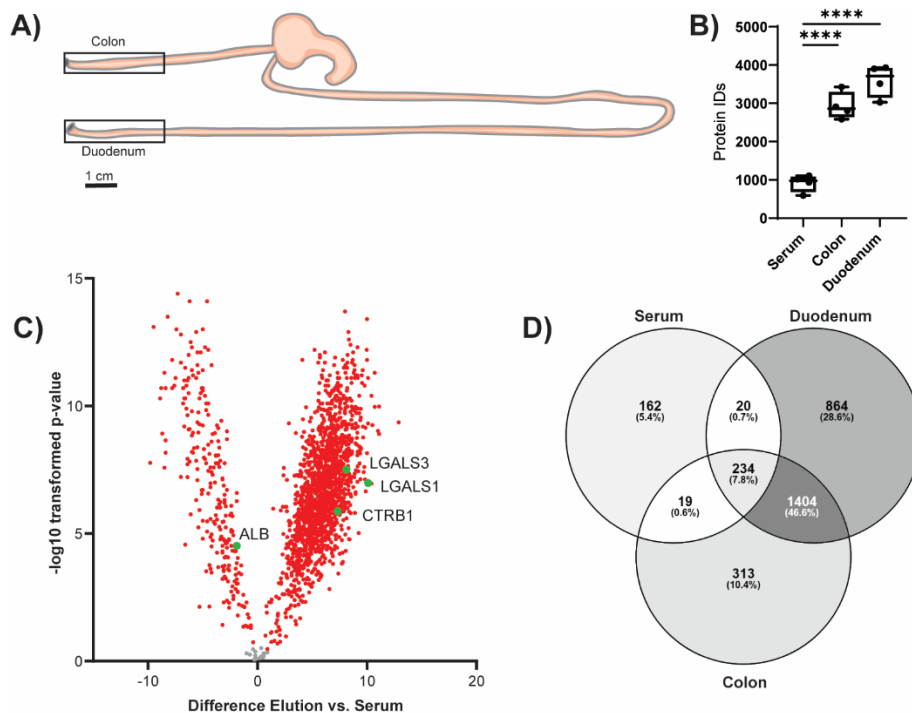 A)
Colon
Duodenum
1 cm
B)
****
****
Protein IDs
5000
4000
3000
2000
1000
0
Serum
Colon
Duodenum
C)
-log10 transformed p-value
15
10
5
0
-10
0
10
20
LGALS3
LGALS1
CTRB1
ALB
Difference Elution vs. Serum
D)
Serum
Duodenum
162
(5.4%)
20
(0.7%)
864
(28.6%)
234
(7.8%)
19
(0.6%)
1404
(46.6%)
313
(10.4%)
Colon